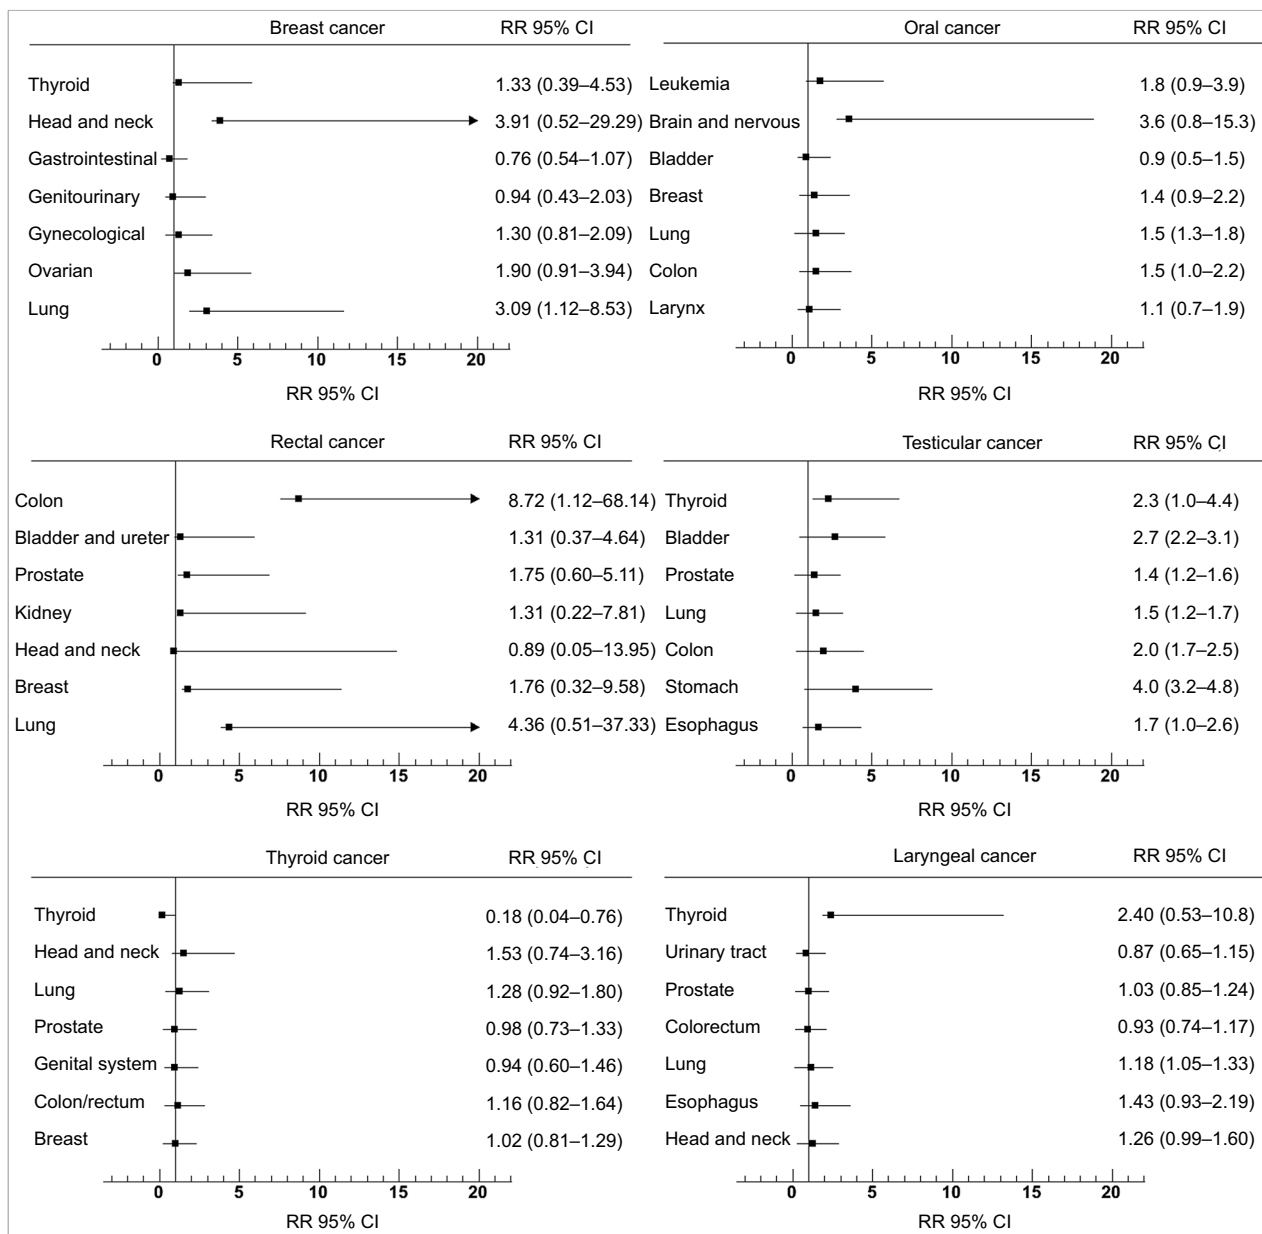 Breast cancer RR 95% CI
Thyroid 1.33 (0.39–4.53)
Head and neck 3.91 (0.52–29.29)
Gastrointestinal 0.76 (0.54–1.07)
Genitourinary 0.94 (0.43–2.03)
Gynecological 1.30 (0.81–2.09)
Ovarian 1.90 (0.91–3.94)
Lung 3.09 (1.12–8.53)
0 5 10 15 20
RR 95% CI
Oral cancer RR 95% CI
Leukemia 1.8 (0.9–3.9)
Brain and nervous 3.6 (0.8–15.3)
Bladder 0.9 (0.5–1.5)
Breast 1.4 (0.9–2.2)
Lung 1.5 (1.3–1.8)
Colon 1.5 (1.0–2.2)
Larynx 1.1 (0.7–1.9)
0 5 10 15 20
RR 95% CI
Rectal cancer RR 95% CI
Colon 8.72 (1.12–68.14)
Bladder and ureter 1.31 (0.37–4.64)
Prostate 1.75 (0.60–5.11)
Kidney 1.31 (0.22–7.81)
Head and neck 0.89 (0.05–13.95)
Breast 1.76 (0.32–9.58)
Lung 4.36 (0.51–37.33)
0 5 10 15 20
RR 95% CI
Testicular cancer RR 95% CI
Thyroid 2.3 (1.0–4.4)
Bladder 2.7 (2.2–3.1)
Prostate 1.4 (1.2–1.6)
Lung 1.5 (1.2–1.7)
Colon 2.0 (1.7–2.5)
Stomach 4.0 (3.2–4.8)
Esophagus 1.7 (1.0–2.6)
0 5 10 15 20
RR 95% CI
Thyroid cancer RR 95% CI
Thyroid 0.18 (0.04–0.76)
Head and neck 1.53 (0.74–3.16)
Lung 1.28 (0.92–1.80)
Prostate 0.98 (0.73–1.33)
Genital system 0.94 (0.60–1.46)
Colon/rectum 1.16 (0.82–1.64)
Breast 1.02 (0.81–1.29)
0 5 10 15 20
RR 95% CI
Laryngeal cancer RR 95% CI
Thyroid 2.40 (0.53–10.8)
Urinary tract 0.87 (0.65–1.15)
Prostate 1.03 (0.85–1.24)
Colorectum 0.93 (0.74–1.17)
Lung 1.18 (1.05–1.33)
Esophagus 1.43 (0.93–2.19)
Head and neck 1.26 (0.99–1.60)
0 5 10 15 20
RR 95% CI